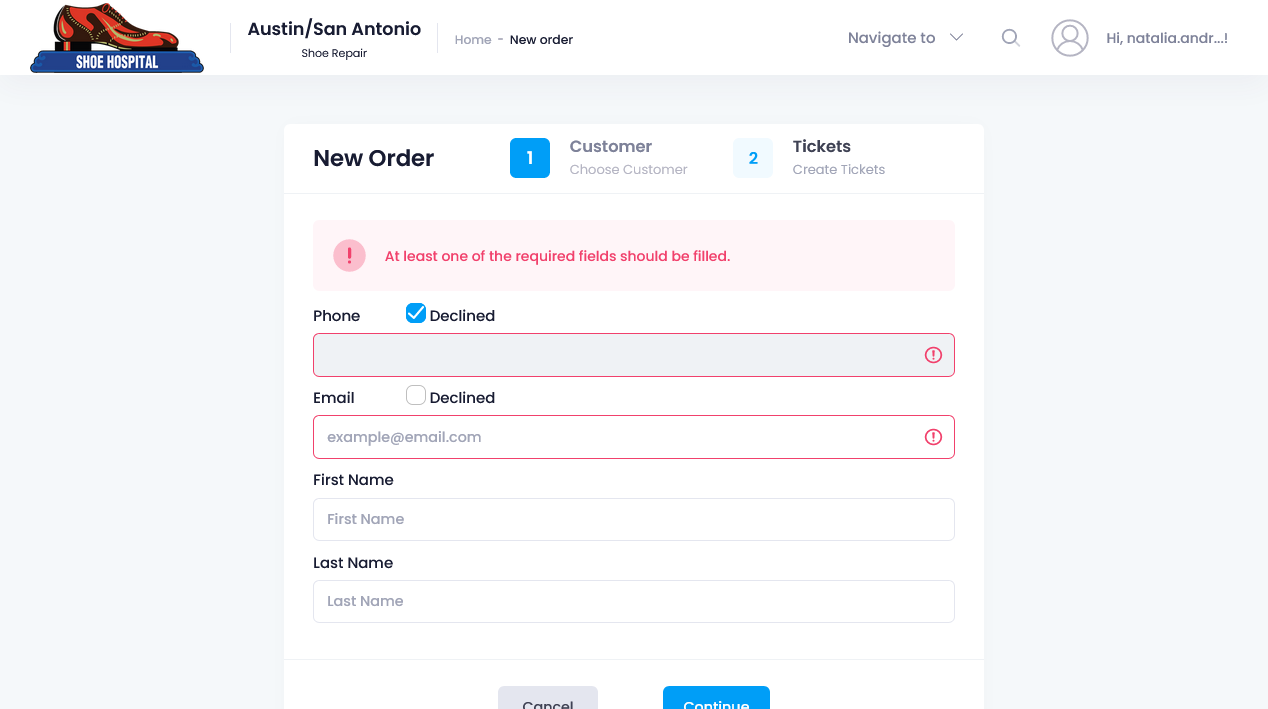 SHOE HOSPITAL
Austin/San Antonio
Shoe Repair
Home - New order
Navigate to
Hi, natalia.andr...!
New Order
1
Customer
Choose Customer
2
Tickets
Create Tickets
At least one of the required fields should be filled.
Phone
Declined
Email
Declined
example@email.com
First Name
First Name
Last Name
Last Name
Cancel
Continue